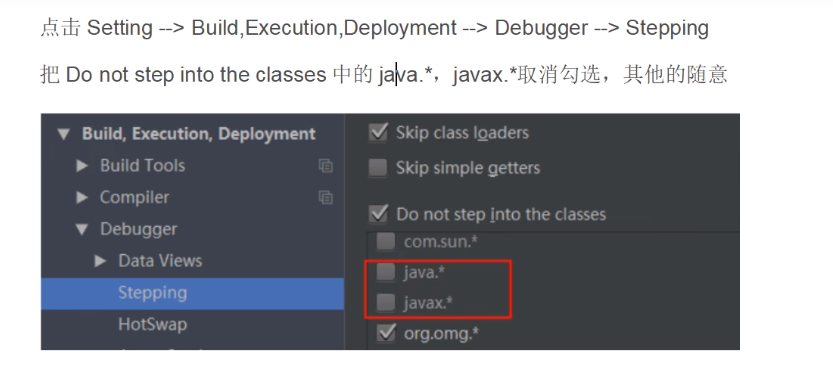 点击 Setting --> Build,Execution,Deployment --> Debugger --> Stepping
把 Do not step into the classes 中的 java.*，javax.*取消勾选，其他的随意
Build, Execution, Deployment
Build Tools
Compiler
Debugger
Data Views
Stepping
HotSwap
Skip class loaders
Skip simple getters
Do not step into the classes
com.sun.*
java.*
javax.*
org.omg.*